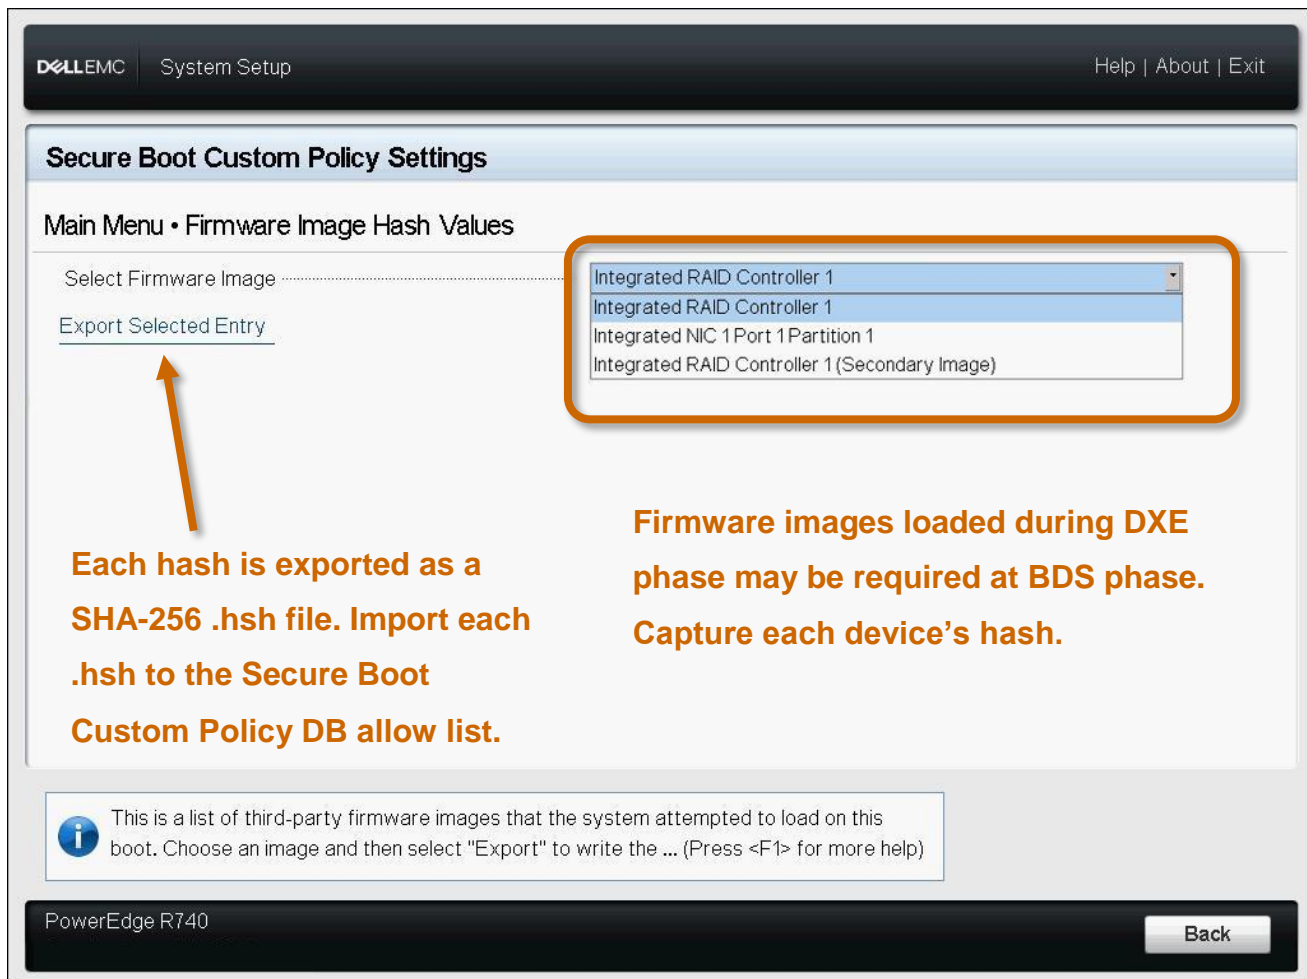 DELLEMC System Setup Help | About | Exit
Secure Boot Custom Policy Settings
Main Menu • Firmware Image Hash Values
Select Firmware Image Integrated RAID Controller 1
Integrated RAID Controller 1
Export Selected Entry
Integrated NIC 1 Port 1 Partition 1
Integrated RAID Controller 1 (Secondary Image)
Each hash is exported as a
SHA-256 .hsh file. Import each
.hsh to the Secure Boot
Custom Policy DB allow list.
Firmware images loaded during DXE
phase may be required at BDS phase.
Capture each device’s hash.
This is a list of third-party firmware images that the system attempted to load on this
boot. Choose an image and then select "Export" to write the ... (Press <F1> for more help)
PowerEdge R740
Back